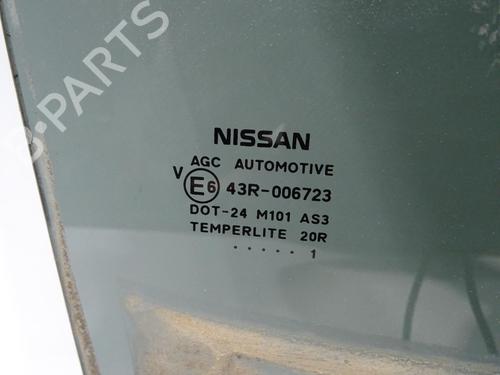 B-PARTS
NISSAN
AGC AUTOMOTIVE
V E6 43R-006723
DOT-24 M101 AS3
TEMPERLITE 20R
..... 1